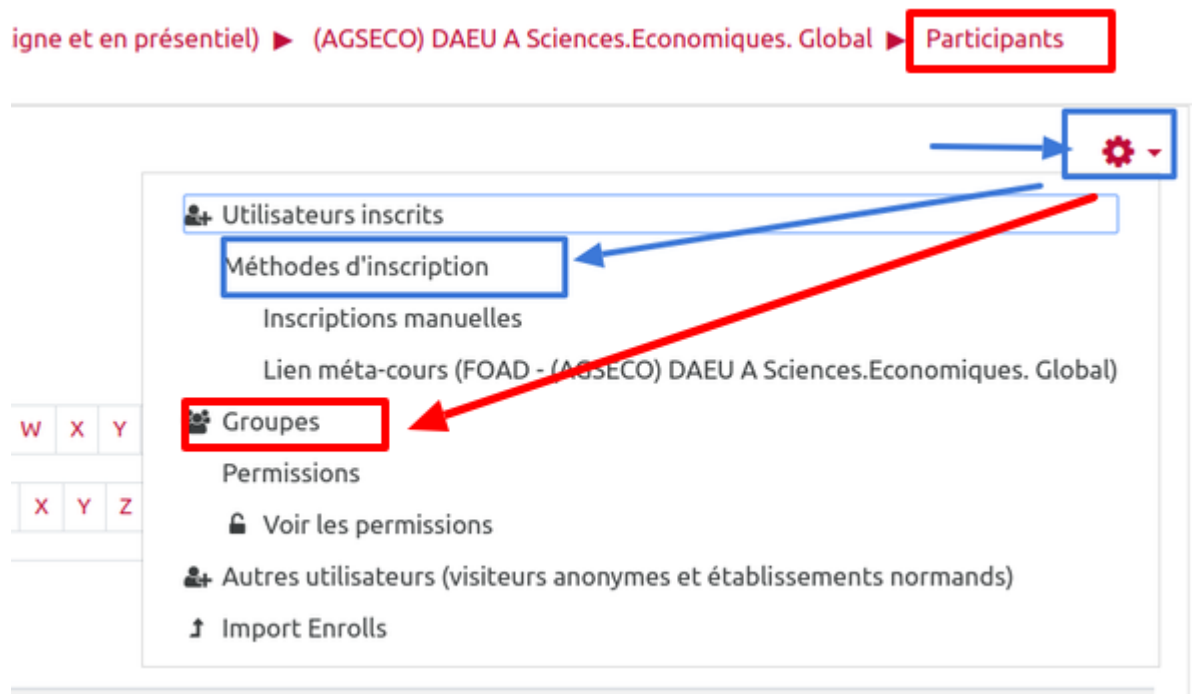 igne et en présentiel) ► (AGSECO) DAEU A Sciences.Economiques. Global ► Participants
Utilisateurs inscrits
Méthodes d'inscription
Inscriptions manuelles
Lien méta-cours (FOAD - (AGSECO) DAEU A Sciences.Economiques. Global)
W X Y
Groupes
Permissions
X Y Z
Voir les permissions
Autres utilisateurs (visiteurs anonymes et établissements normands)
Import Enrolls